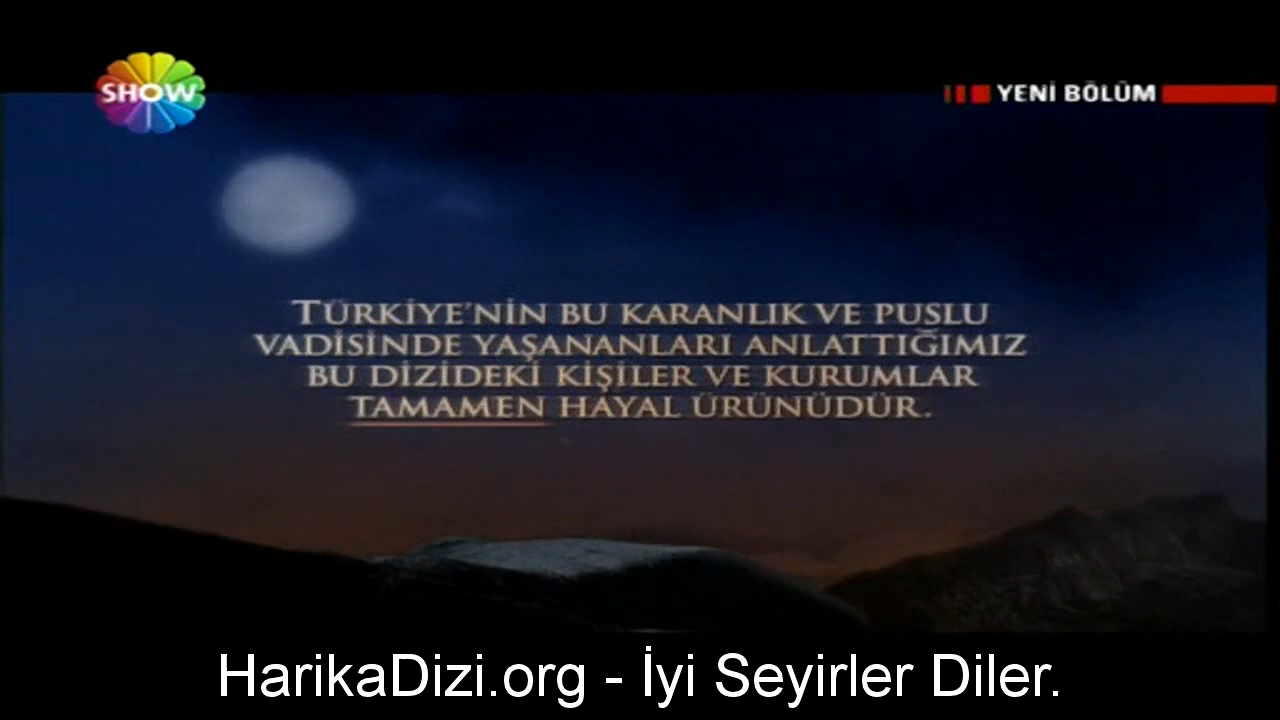 SHOW
YENİ BÖLÜM
TÜRKİYE'NİN BU KARANLIK VE PUSLU
VADİSİNDE YAŞANANLARI ANLATTIĞIMIZ
BU DİZİDEKİ KİŞİLER VE KURUMLAR
TAMAMEN HAYAL ÜRÜNÜDÜR.
HarikaDizi.org - İyi Seyirler Diler.